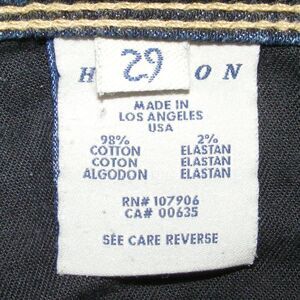 29
H ON
MADE IN
LOS ANGELES
USA
98% 2%
COTTON ELASTAN
COTON ELASTAN
ALGODON ELASTAN
RN# 107906
CA# 00635
SEE CARE REVERSE